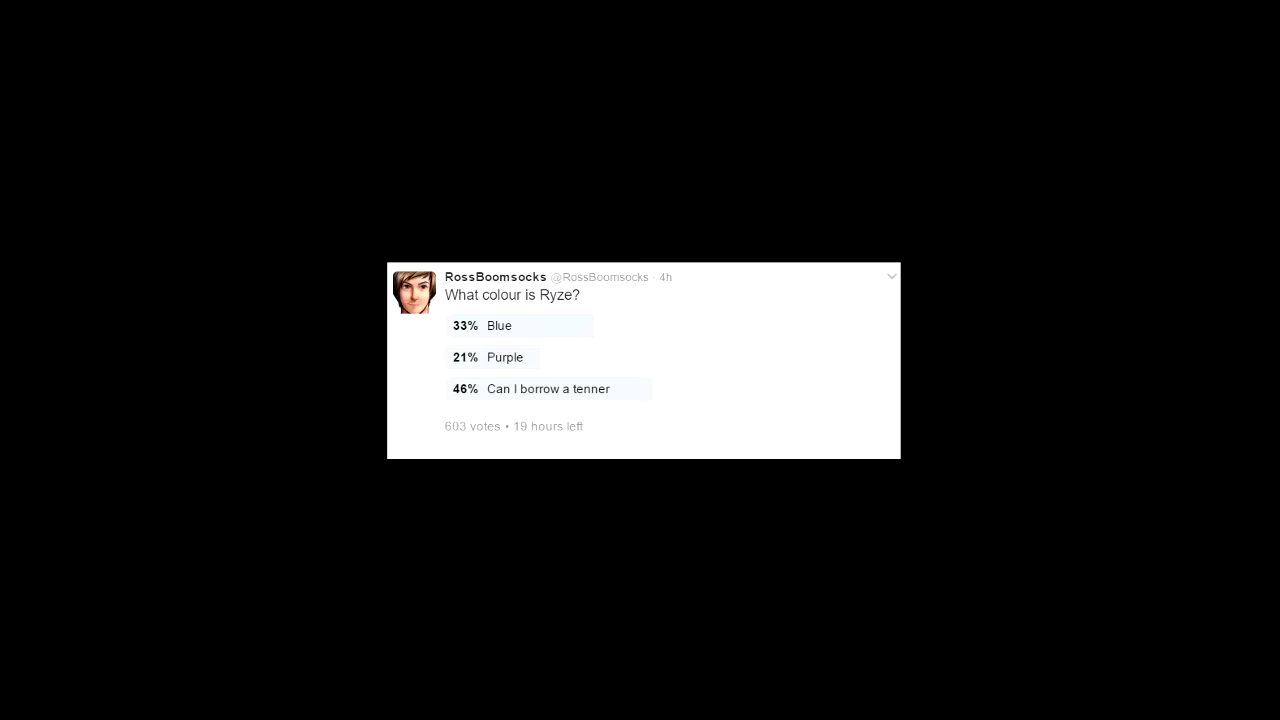 RossBoomsocks @RossBoomsocks · 4h
What colour is Ryze?
33% Blue
21% Purple
46% Can I borrow a tenner
603 votes • 19 hours left